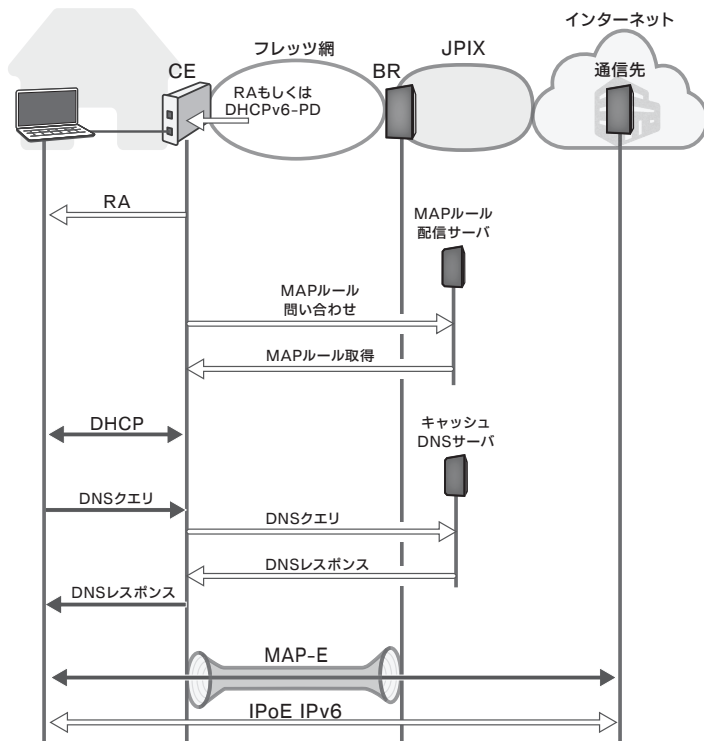 インターネット
フレッツ網
JPIX
CE
BR
通信先
RAもしくは
DHCPv6-PD
RA
MAPルール
配信サーバ
MAPルール
問い合わせ
MAPルール取得
DHCP
キャッシュ
DNSサーバ
DNSクエリ
DNSクエリ
DNSレスポンス
DNSレスポンス
MAP-E
IPoE IPv6